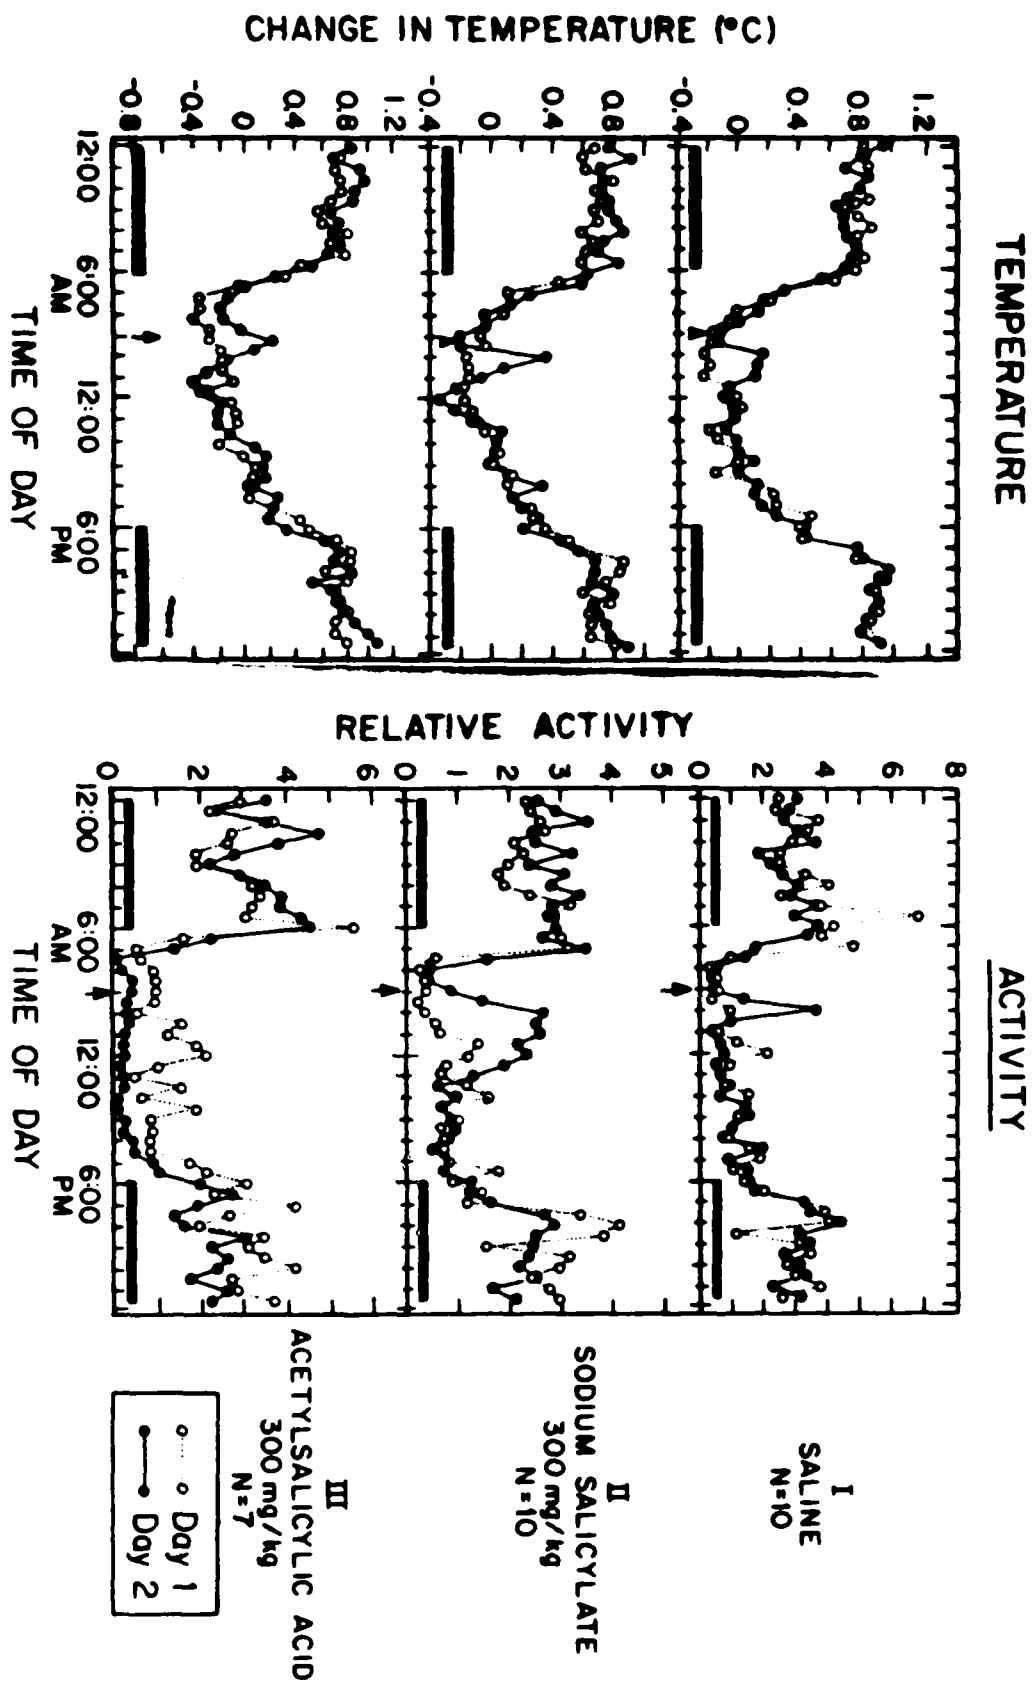 TEMPERATURE
ACTIVITY
CHANGE IN TEMPERATURE (°C)
1.2
0.8
0.4
0
-0.4
0.8
0.4
0
-0.4
1.2
0.8
0.4
0
-0.4
-0.8
12:00
6:00
AM
12:00
6:00
PM
TIME OF DAY
RELATIVE ACTIVITY
8
6
4
2
0
5
4
3
2
1
0
6
4
2
0
12:00
6:00
AM
12:00
6:00
PM
TIME OF DAY
I
SALINE
N=10
II
SODIUM SALICYLATE
300 mg/kg
N=10
III
ACETYLSALICYLIC ACID
300 mg/kg
N=7
Day 1
Day 2